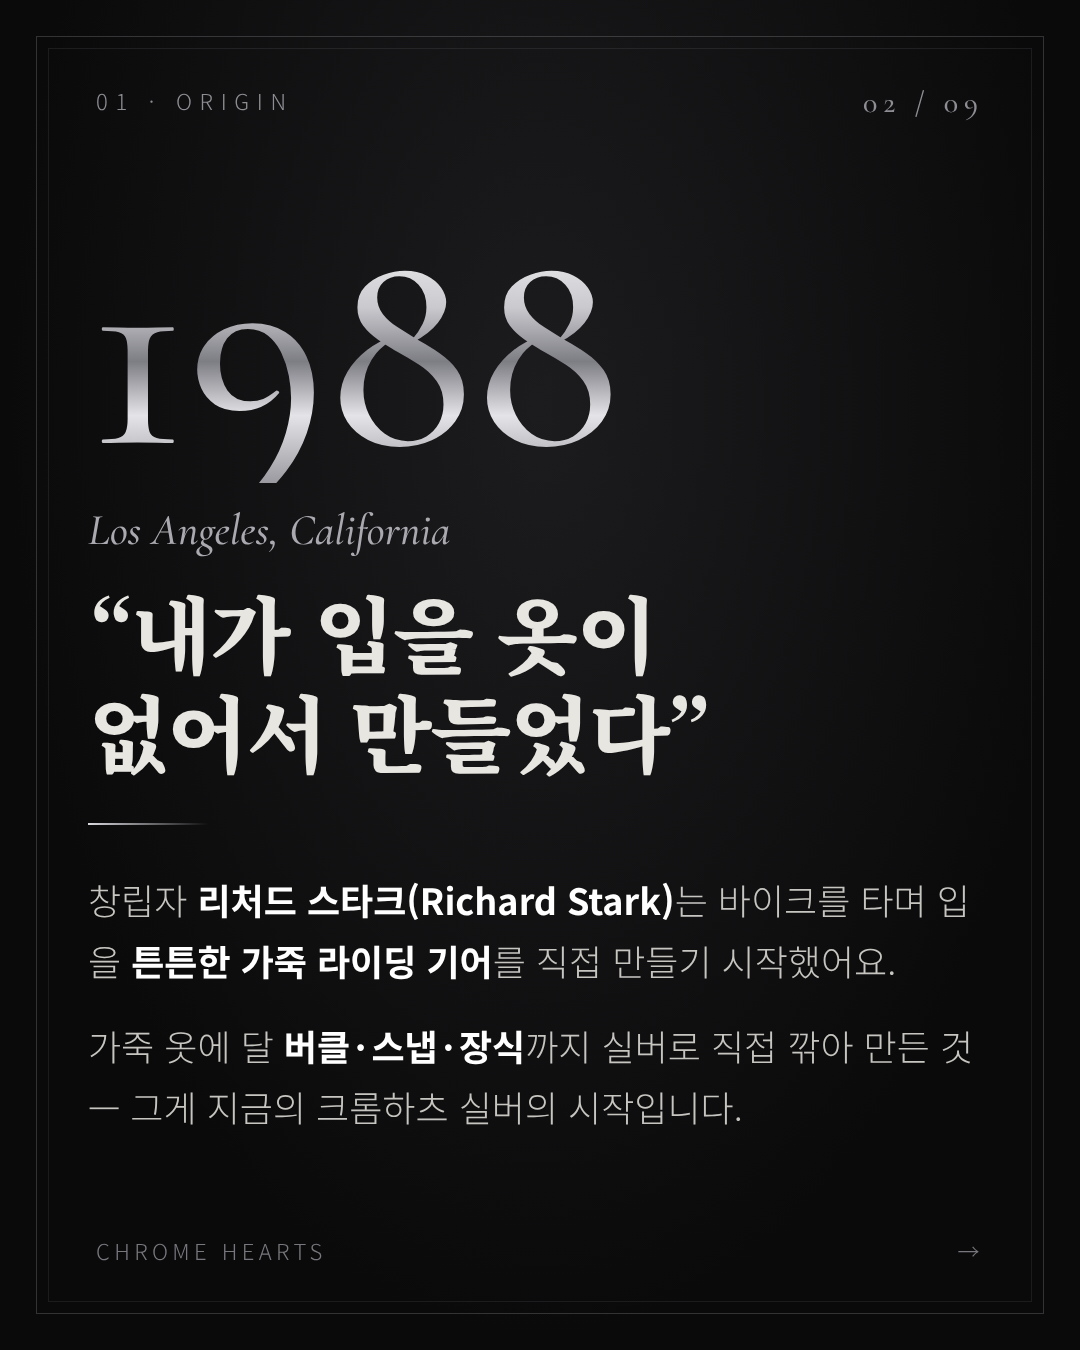 01 · ORIGIN
02 / 09
1988
Los Angeles, California
“내가 입을 옷이
없어서 만들었다”
창립자 리처드 스타크(Richard Stark)는 바이크를 타며 입
을 튼튼한 가죽 라이딩 기어를 직접 만들기 시작했어요.
가죽 옷에 달 버클·스냅·장식까지 실버로 직접 깎아 만든 것
— 그게 지금의 크롬하츠 실버의 시작입니다.
CHROME HEARTS
→